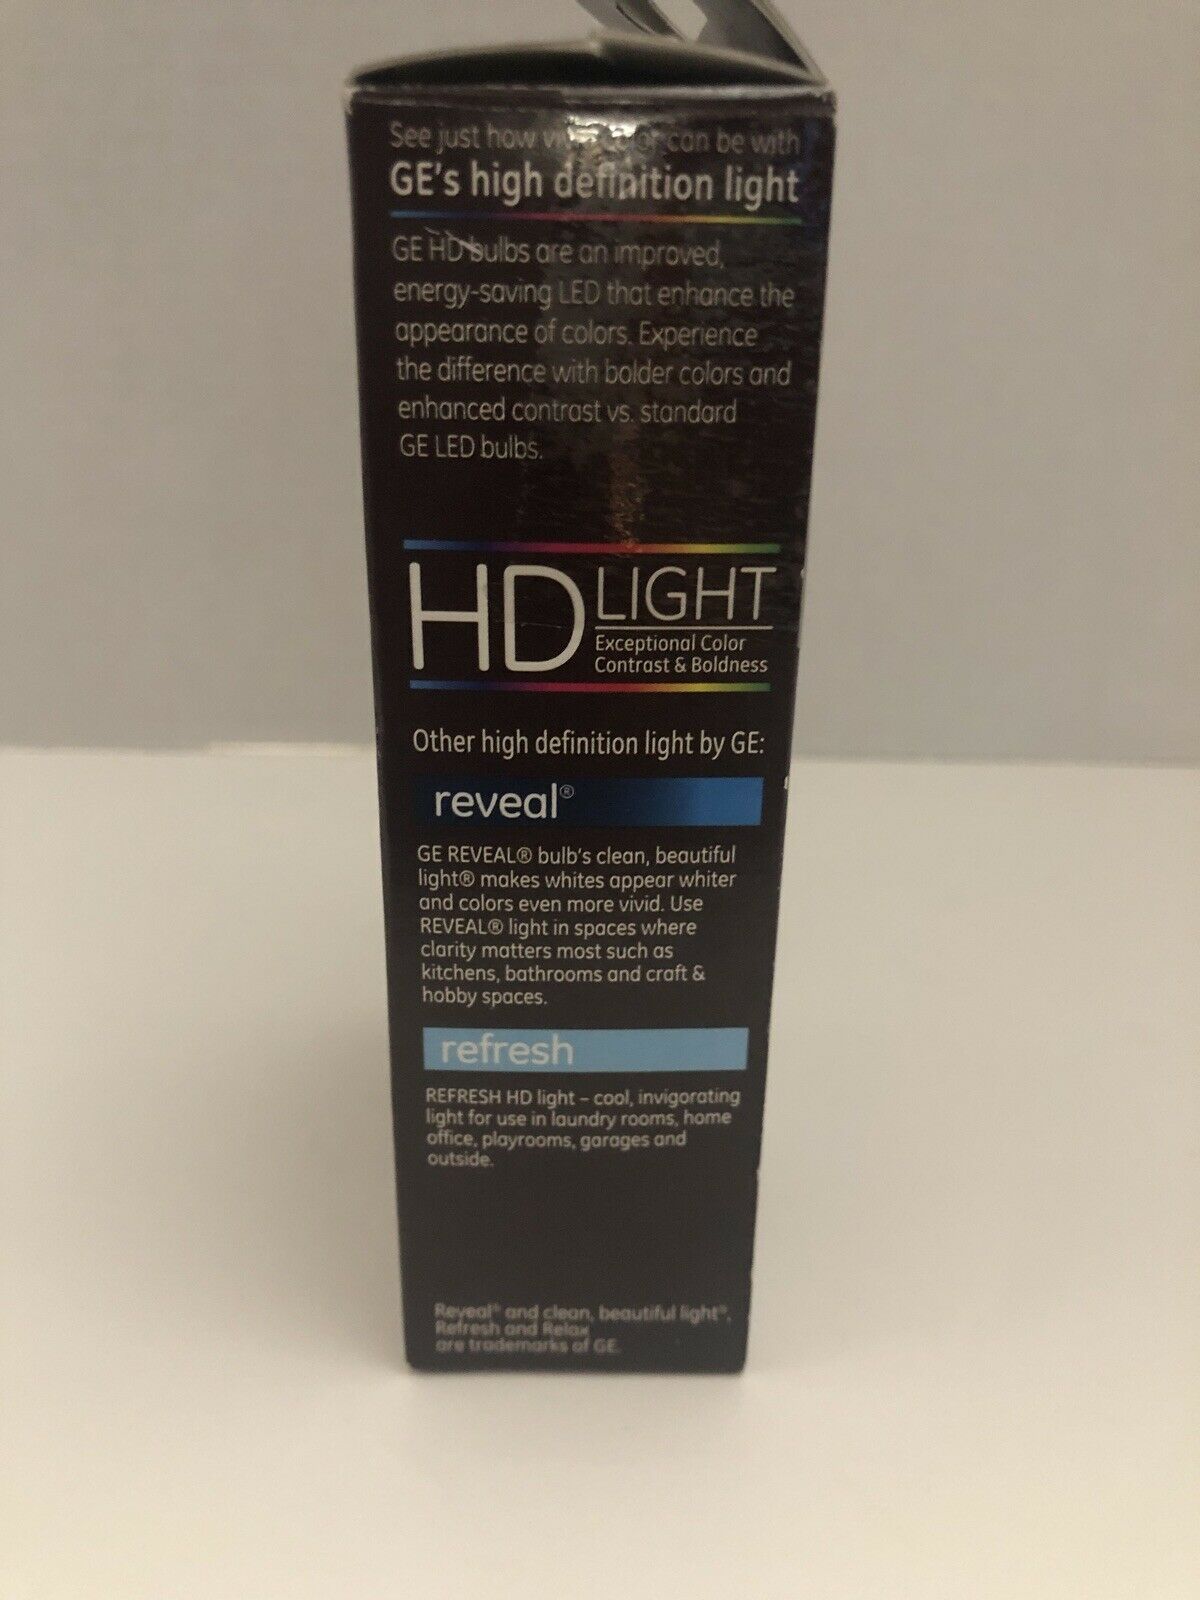 See just how vivid color can be with
GE's high definition light
GE HD bulbs are an improved,
energy-saving LED that enhance the
appearance of colors. Experience
the difference with bolder colors and
enhanced contrast vs. standard
GE LED bulbs.
HD LIGHT
Exceptional Color
Contrast & Boldness
Other high definition light by GE:
reveal®
GE REVEAL® bulb's clean, beautiful
light® makes whites appear whiter
and colors even more vivid. Use
REVEAL® light in spaces where
clarity matters most such as
kitchens, bathrooms and craft &
hobby spaces.
refresh
REFRESH HD light – cool, invigorating
light for use in laundry rooms, home
office, playrooms, garages and
outside.
Reveal® and clean, beautiful light®,
Refresh and Relax
are trademarks of GE.